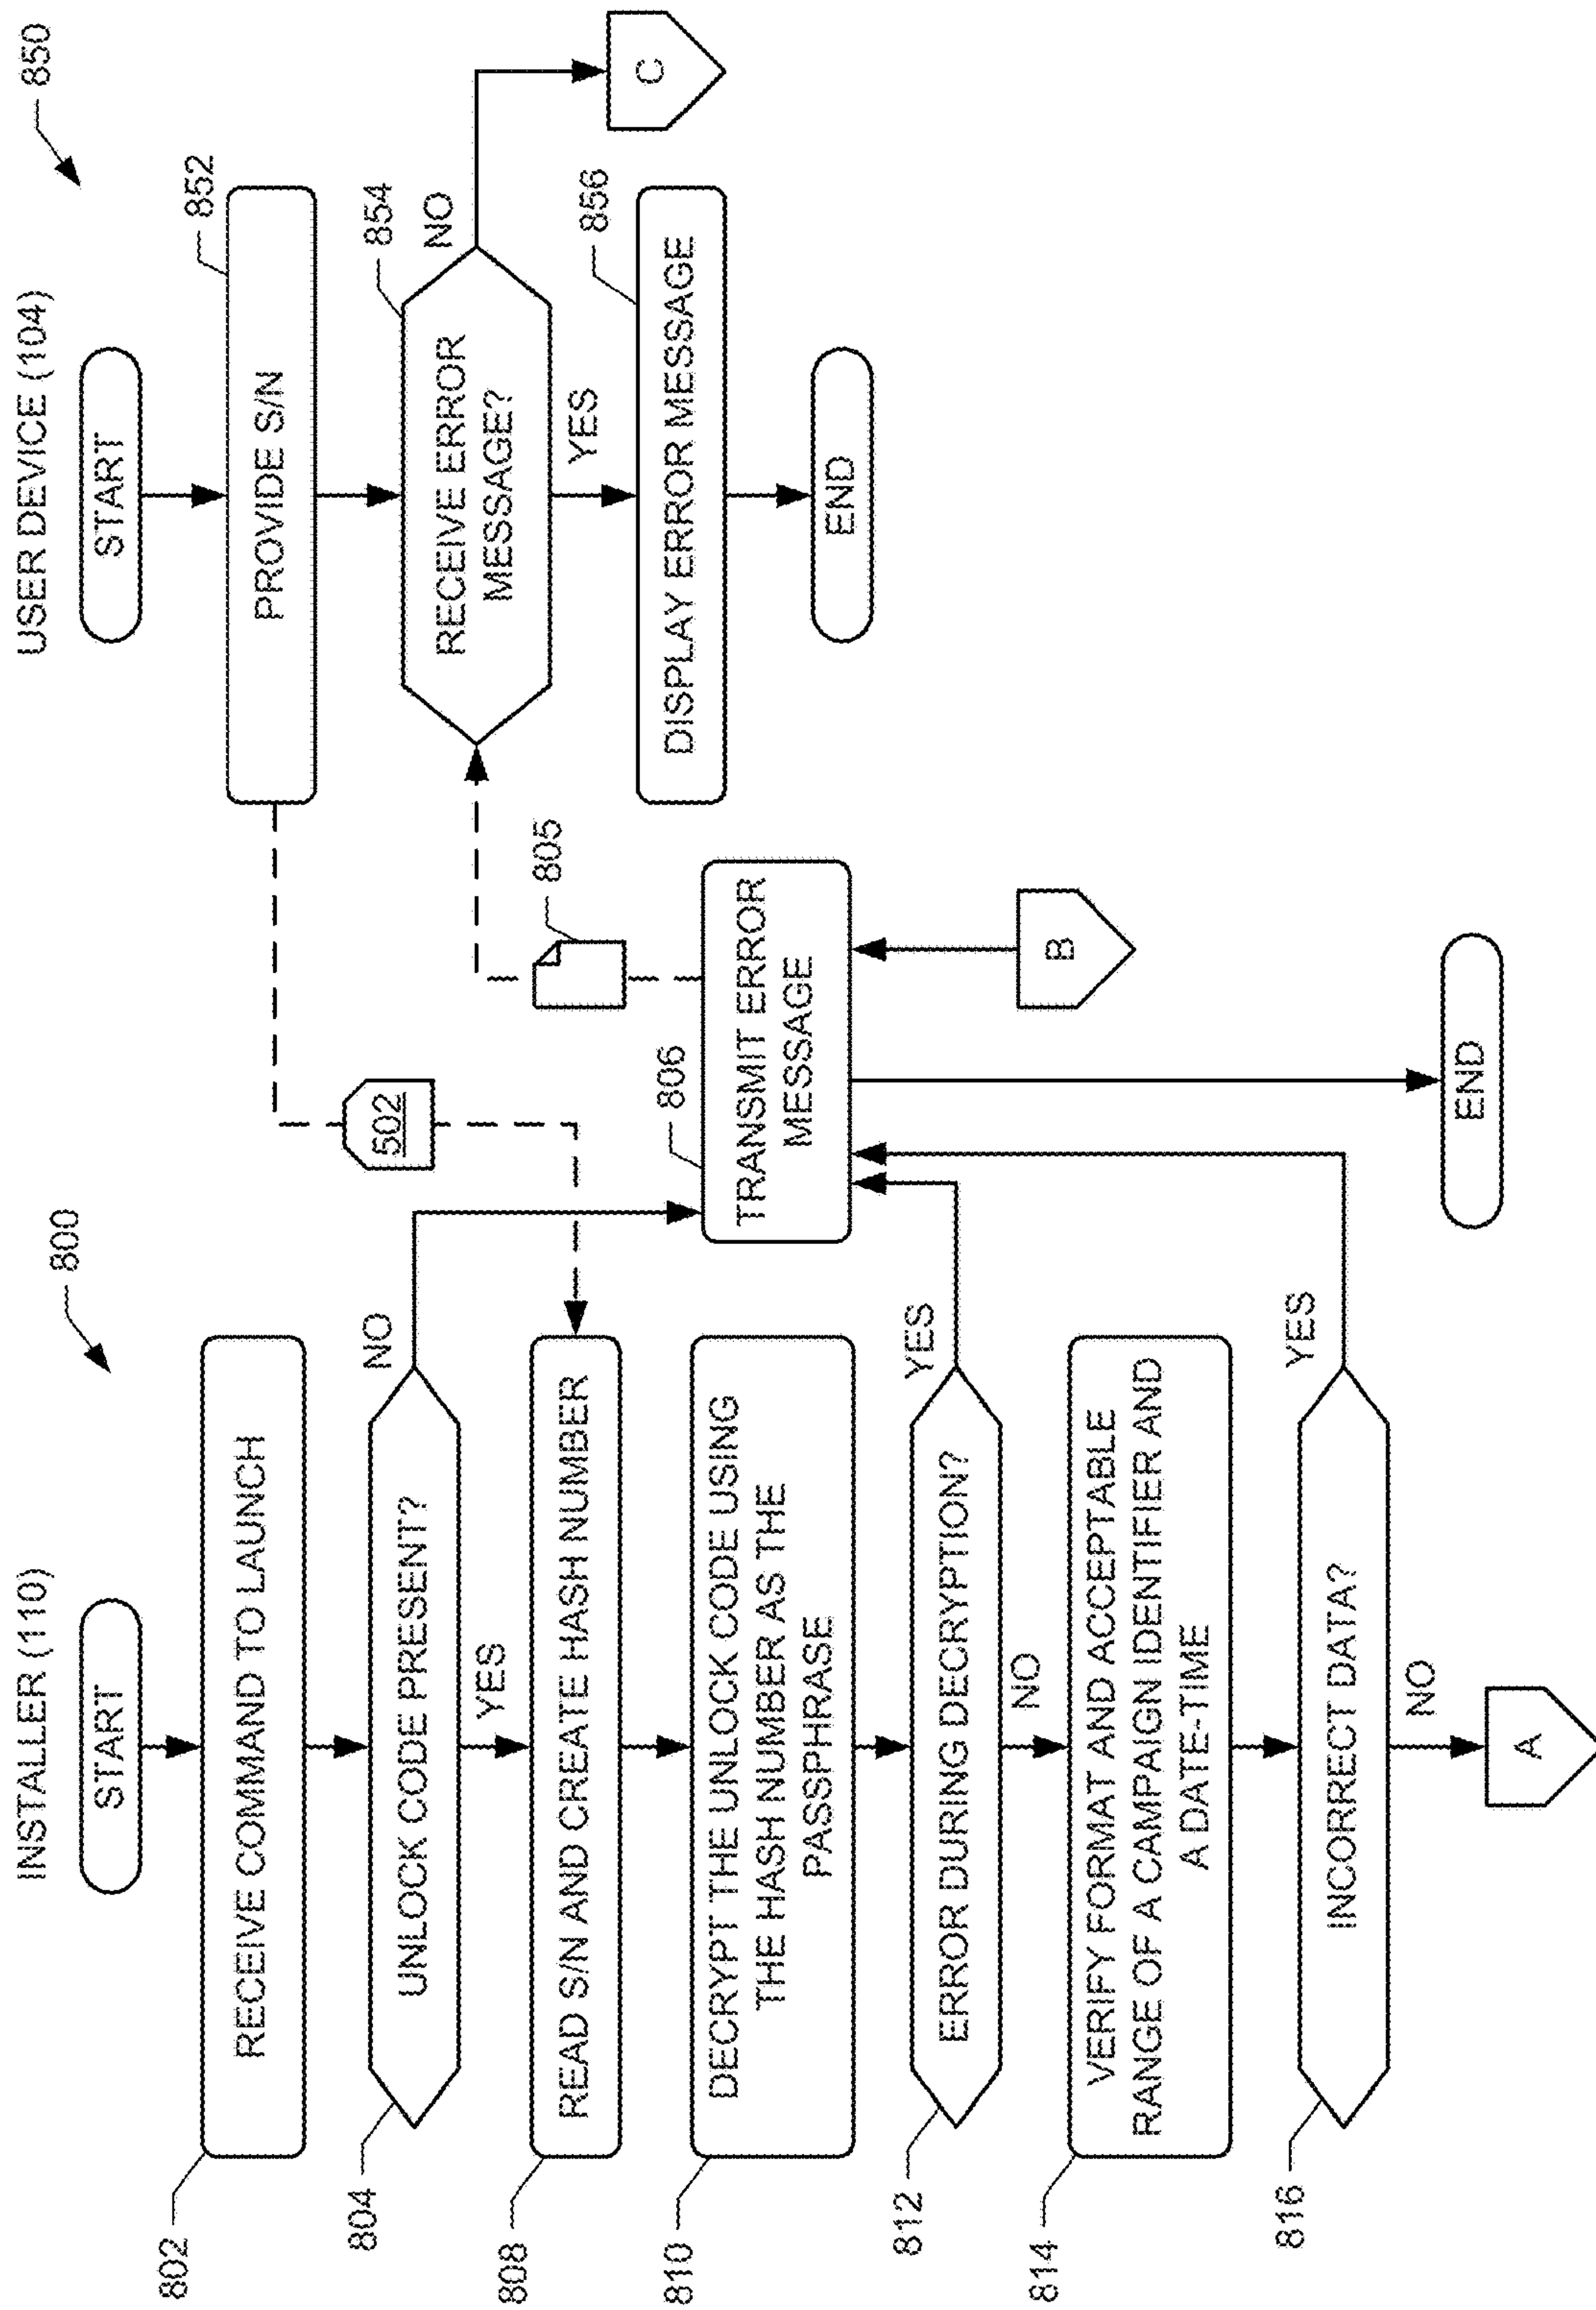 INSTALLER (110)
800
START
802
RECEIVE COMMAND TO LAUNCH
804
UNLOCK CODE PRESENT?
NO
YES
808
READ S/N AND CREATE HASH NUMBER
502
810
DECRYPT THE UNLOCK CODE USING
THE HASH NUMBER AS THE
PASSPHRASE
806
TRANSMIT ERROR
MESSAGE
805
812
ERROR DURING DECRYPTION?
YES
NO
B
814
VERIFY FORMAT AND ACCEPTABLE
RANGE OF A CAMPAIGN IDENTIFIER AND
A DATE-TIME
816
INCORRECT DATA?
YES
NO
A
END
USER DEVICE (104)
850
START
852
PROVIDE S/N
854
RECEIVE ERROR
MESSAGE?
NO
YES
C
856
DISPLAY ERROR MESSAGE
END